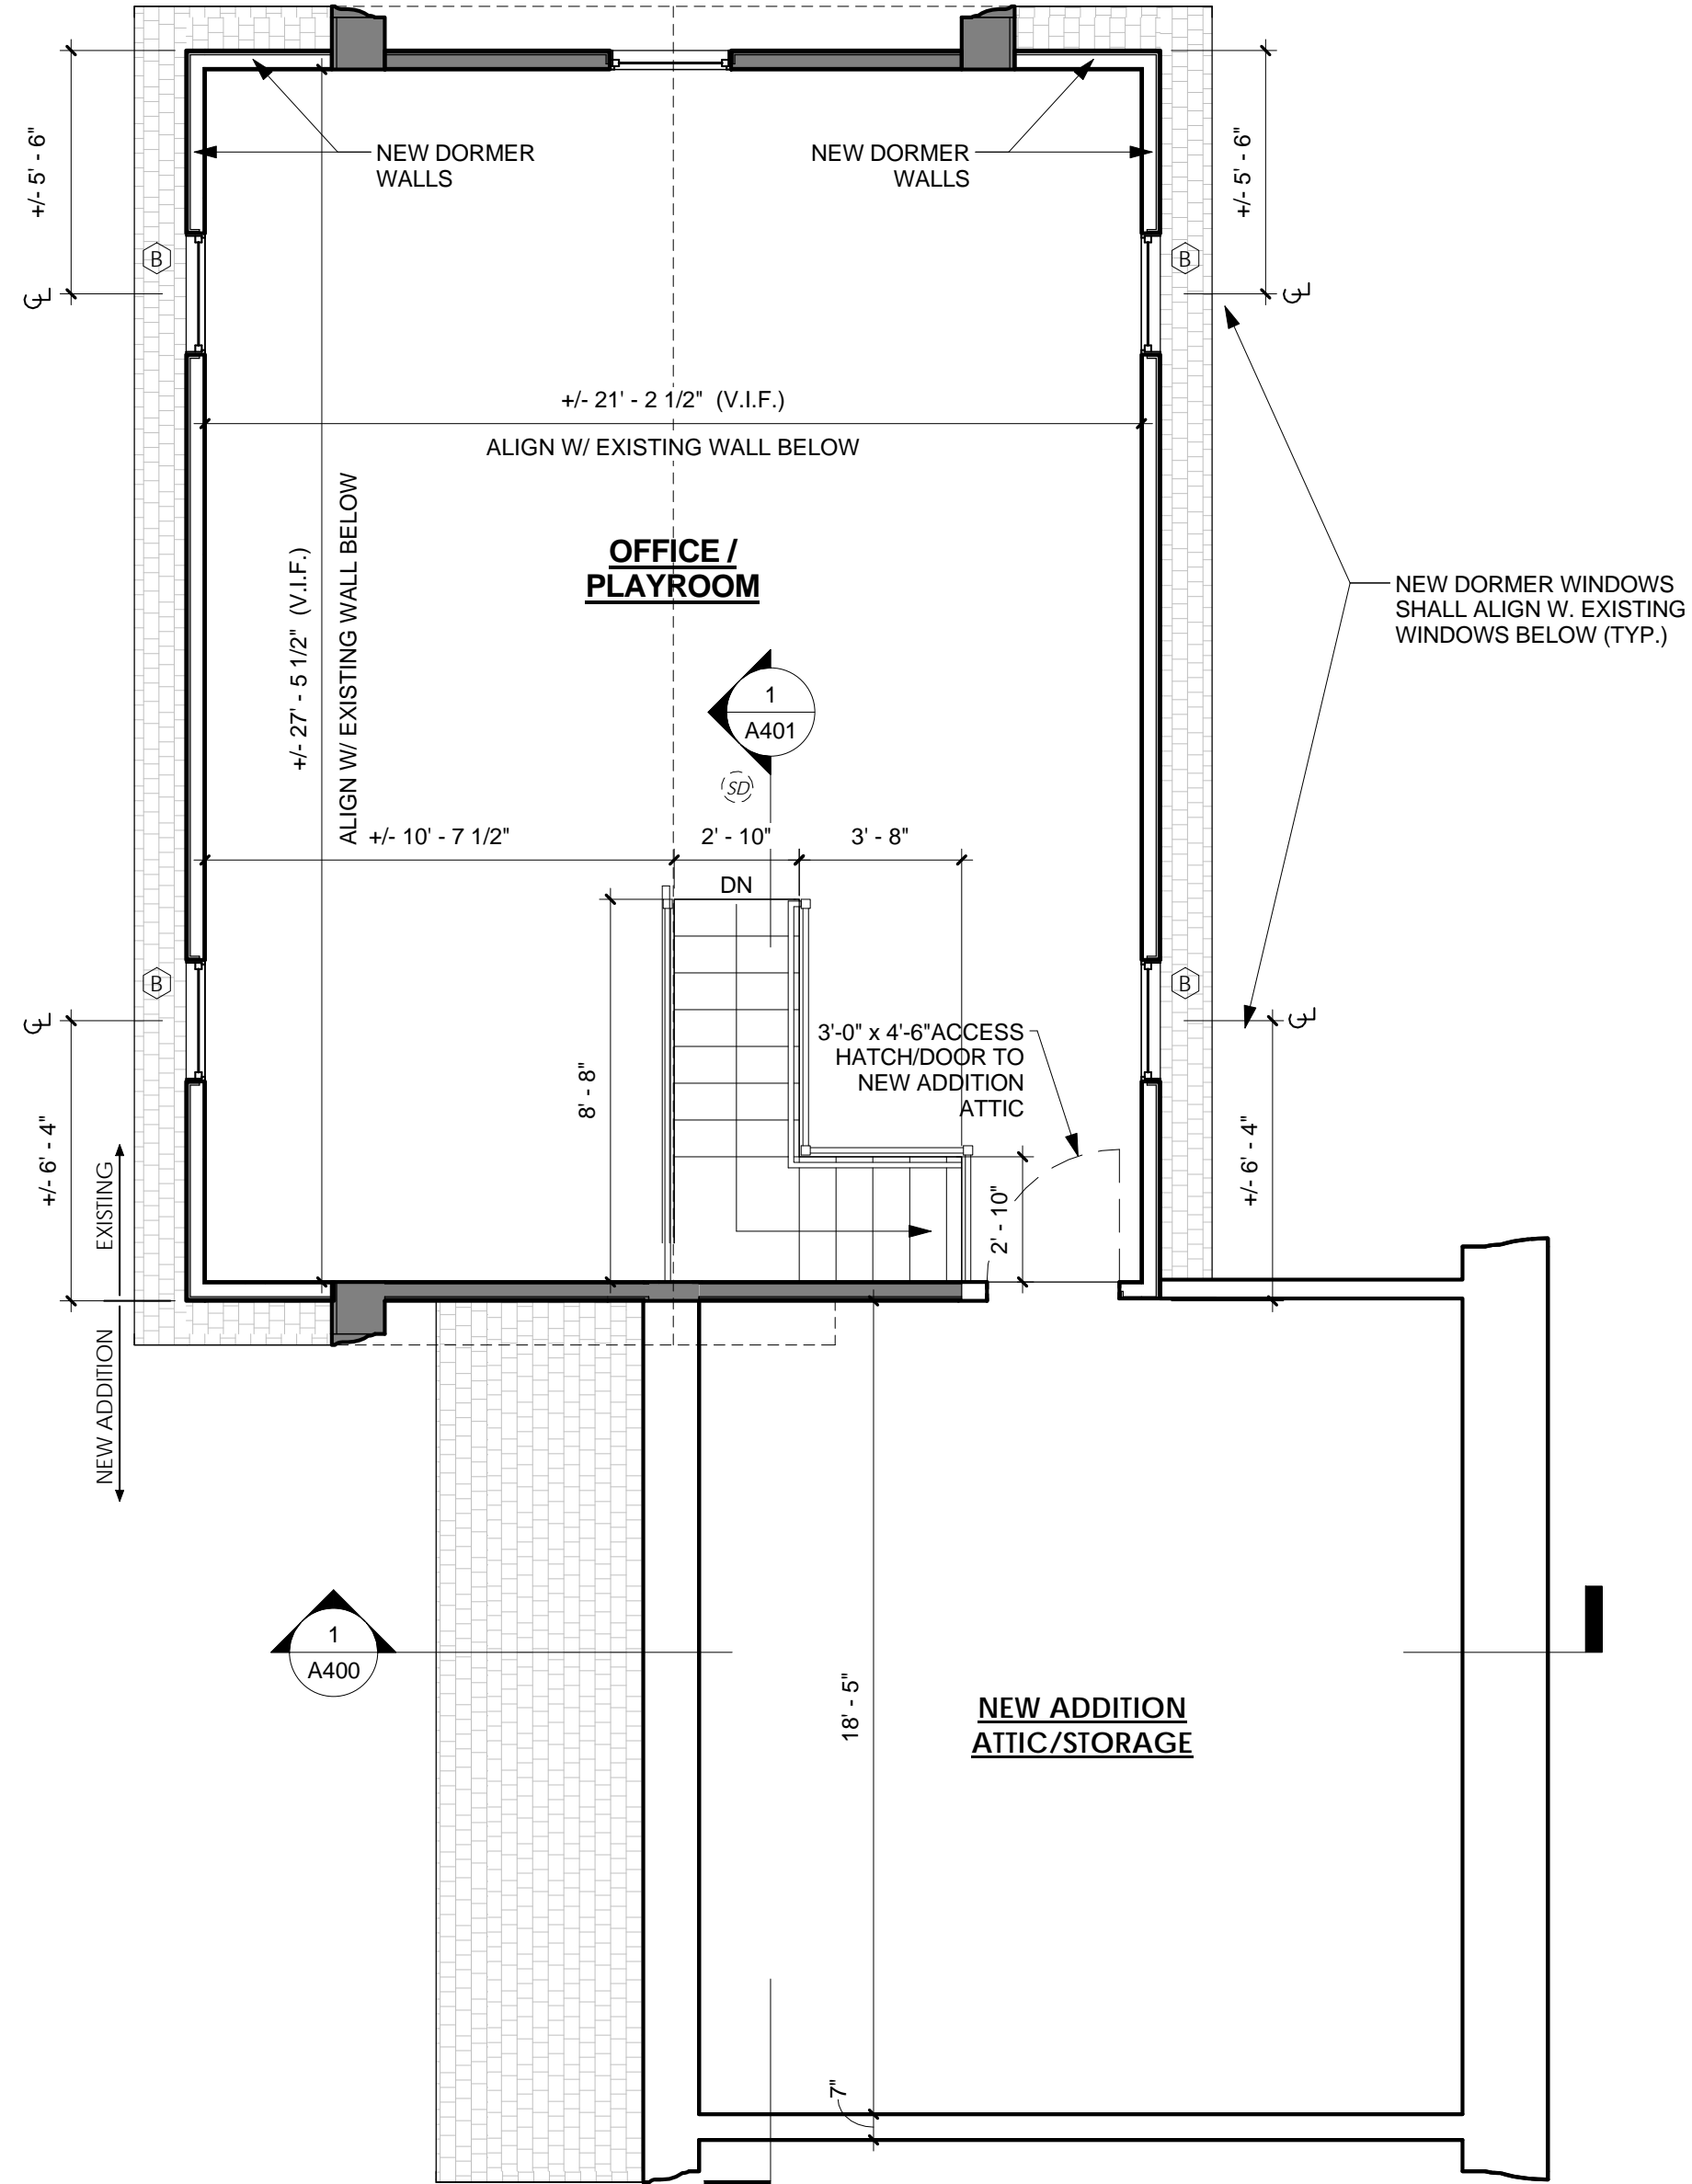 +/- 5' - 6"
+/- 5' - 6"
NEW DORMER
WALLS
NEW DORMER
WALLS
B
B
℄
℄
+/- 21' - 2 1/2" (V.I.F.)
ALIGN W/ EXISTING WALL BELOW
+/- 27' - 5 1/2" (V.I.F.)
ALIGN W/ EXISTING WALL BELOW
OFFICE /
PLAYROOM
NEW DORMER WINDOWS
SHALL ALIGN W. EXISTING
WINDOWS BELOW (TYP.)
1
A401
SD
+/- 10' - 7 1/2"
2' - 10"
3' - 8"
DN
B
B
℄
℄
8' - 8"
3'-0" x 4'-6"ACCESS
HATCH/DOOR TO
NEW ADDITION
ATTIC
+/- 6' - 4"
+/- 6' - 4"
2' - 10"
EXISTING
NEW ADDITION
1
A400
18' - 5"
NEW ADDITION
ATTIC/STORAGE
7"